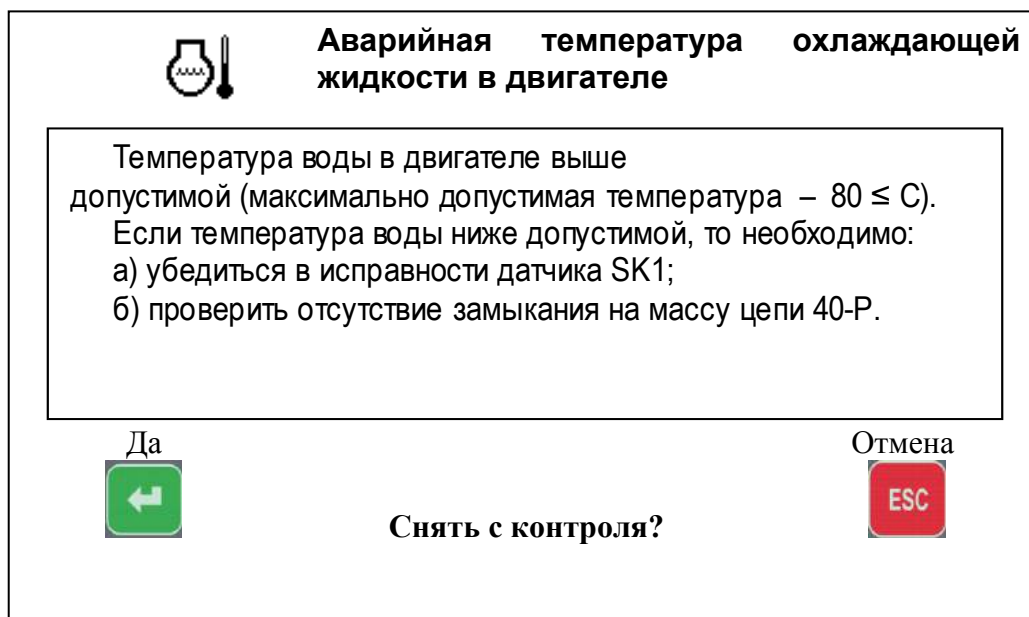 Аварийная температура охлаждающей
жидкости в двигателе
Температура воды в двигателе выше
допустимой (максимально допустимая температура – 80 ≤ С).
Если температура воды ниже допустимой, то необходимо:
а) убедиться в исправности датчика SK1;
б) проверить отсутствие замыкания на массу цепи 40-Р.
Да Отмена
ESC
Снять с контроля?